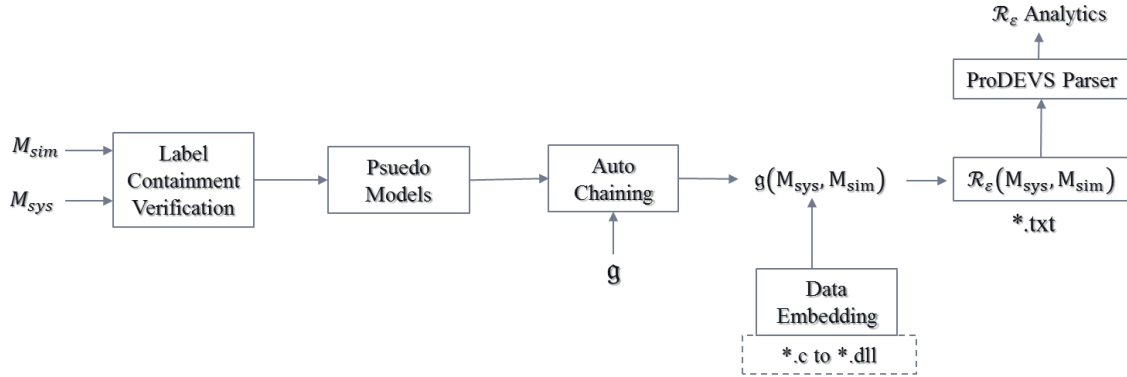 ℛ_ε Analytics
ProDEVS Parser
M_sim
M_sys
Label
Containment
Verification
Psuedo
Models
Auto
Chaining
𝔤(M_sys, M_sim)
ℛ_ε(M_sys, M_sim)
*.txt
𝔤
Data
Embedding
*.c to *.dll